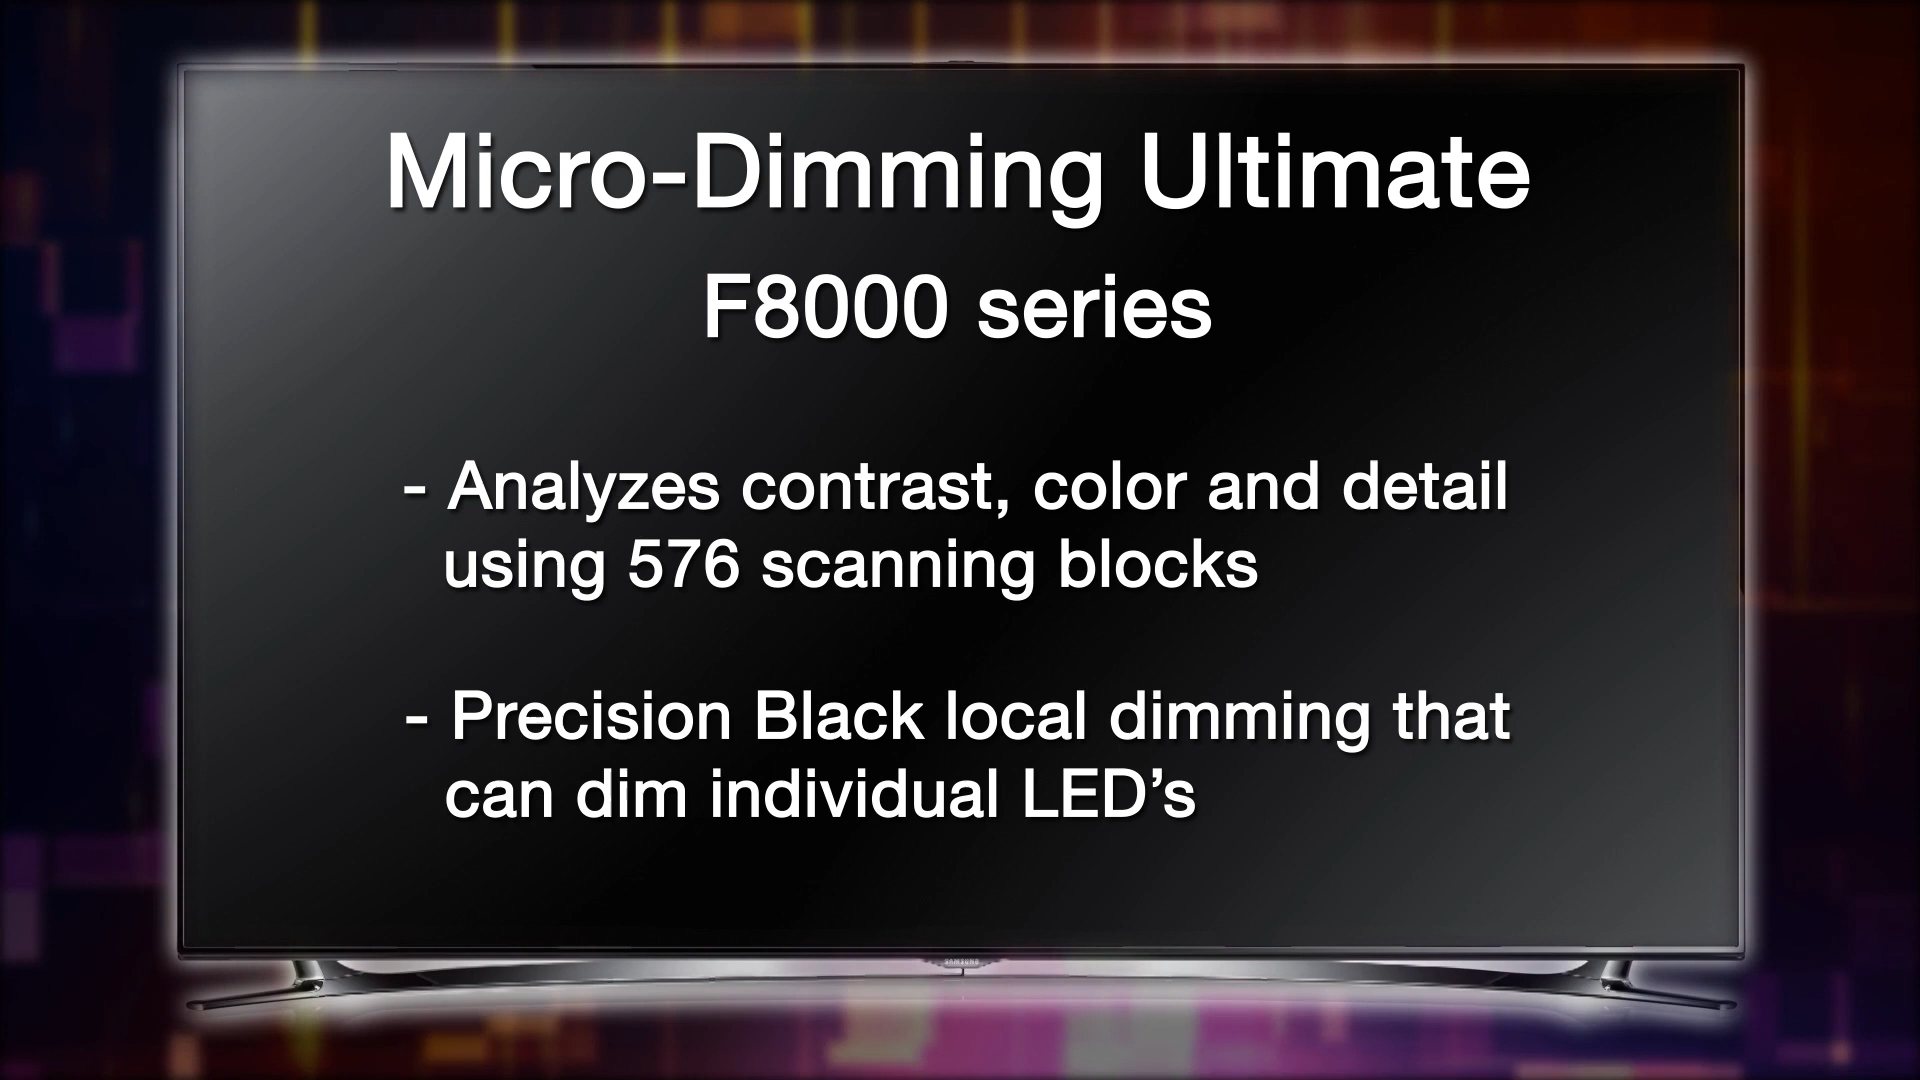 Micro-Dimming Ultimate
F8000 series
- Analyzes contrast, color and detail
using 576 scanning blocks
- Precision Black local dimming that
can dim individual LED’s
SAMSUNG